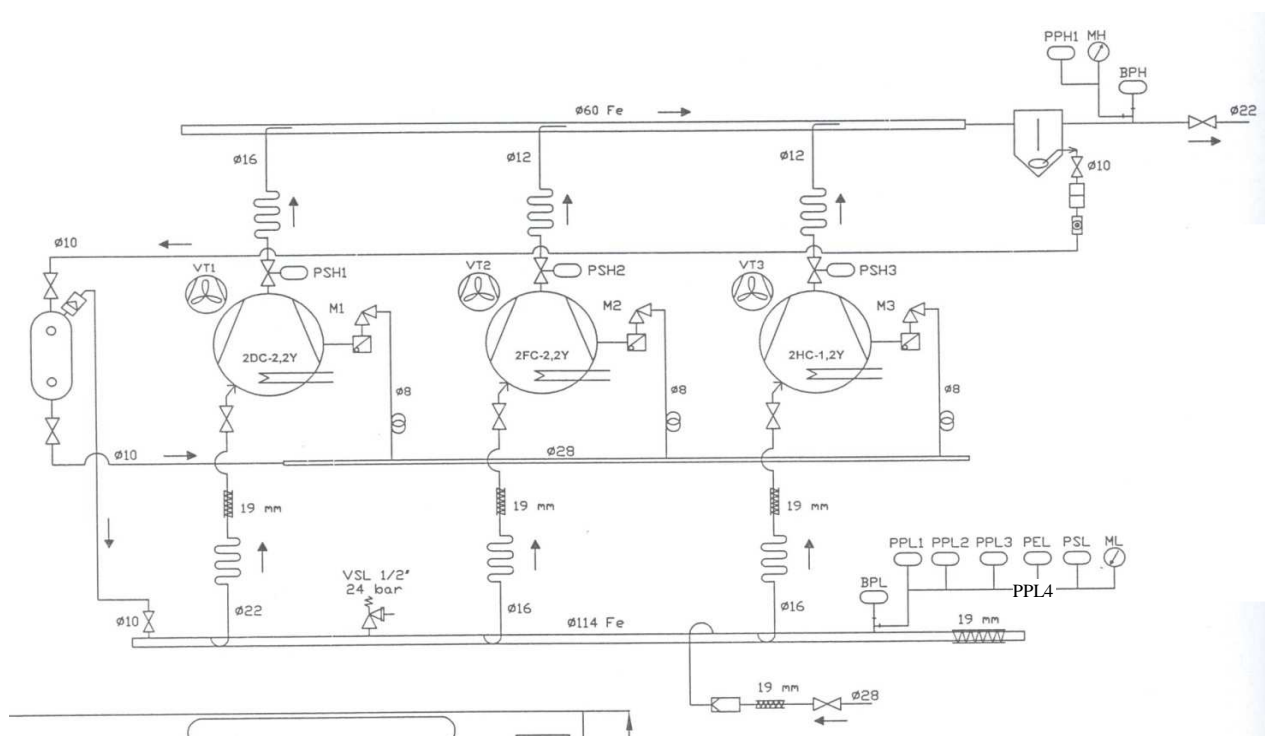 PPH1 MH
BPH
Ø60 Fe
Ø22
Ø16
Ø12
Ø12
Ø10
Ø10
VT1
PSH1
VT2
PSH2
VT3
PSH3
M1
M2
M3
2DC-2,2Y
2FC-2,2Y
2HC-1,2Y
Ø8
Ø8
Ø8
Ø10
Ø28
19 mm
19 mm
19 mm
PPL1 PPL2 PPL3 PEL PSL ML
VSL 1/2"
24 bar
BPL
PPL4
Ø10
Ø22
Ø16
Ø16
Ø114 Fe
19 mm
19 mm
Ø28